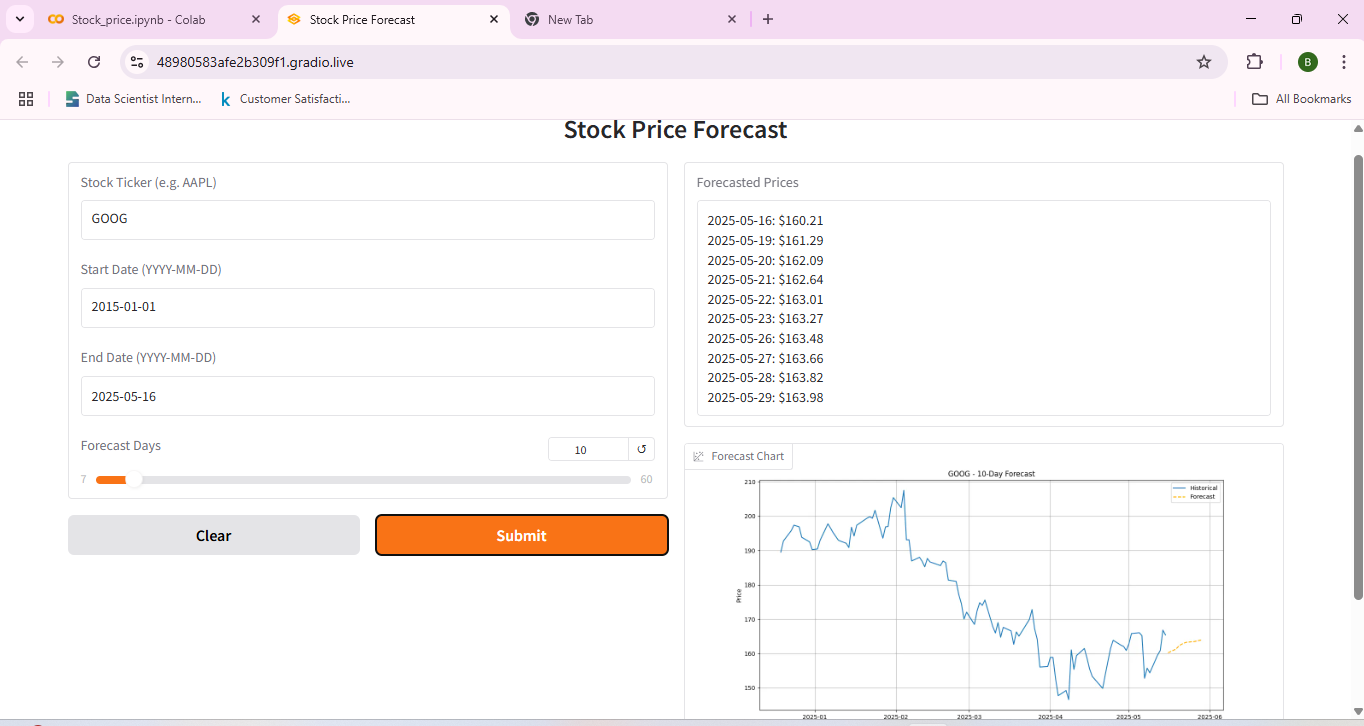 Stock_price.ipynb - Colab
Stock Price Forecast
New Tab
48980583afe2b309f1.gradio.live
B
Data Scientist Intern...
k Customer Satisfacti...
All Bookmarks
Stock Price Forecast
Stock Ticker (e.g. AAPL)
GOOG
Start Date (YYYY-MM-DD)
2015-01-01
End Date (YYYY-MM-DD)
2025-05-16
Forecast Days
10
7
60
Clear
Submit
Forecasted Prices
2025-05-16: $160.21
2025-05-19: $161.29
2025-05-20: $162.09
2025-05-21: $162.64
2025-05-22: $163.01
2025-05-23: $163.27
2025-05-26: $163.48
2025-05-27: $163.66
2025-05-28: $163.82
2025-05-29: $163.98
Forecast Chart
GOOG - 10-Day Forecast
Historical
Forecast
210
200
190
180
170
160
150
Price
2025-01 2025-02 2025-03 2025-04 2025-05 2025-06